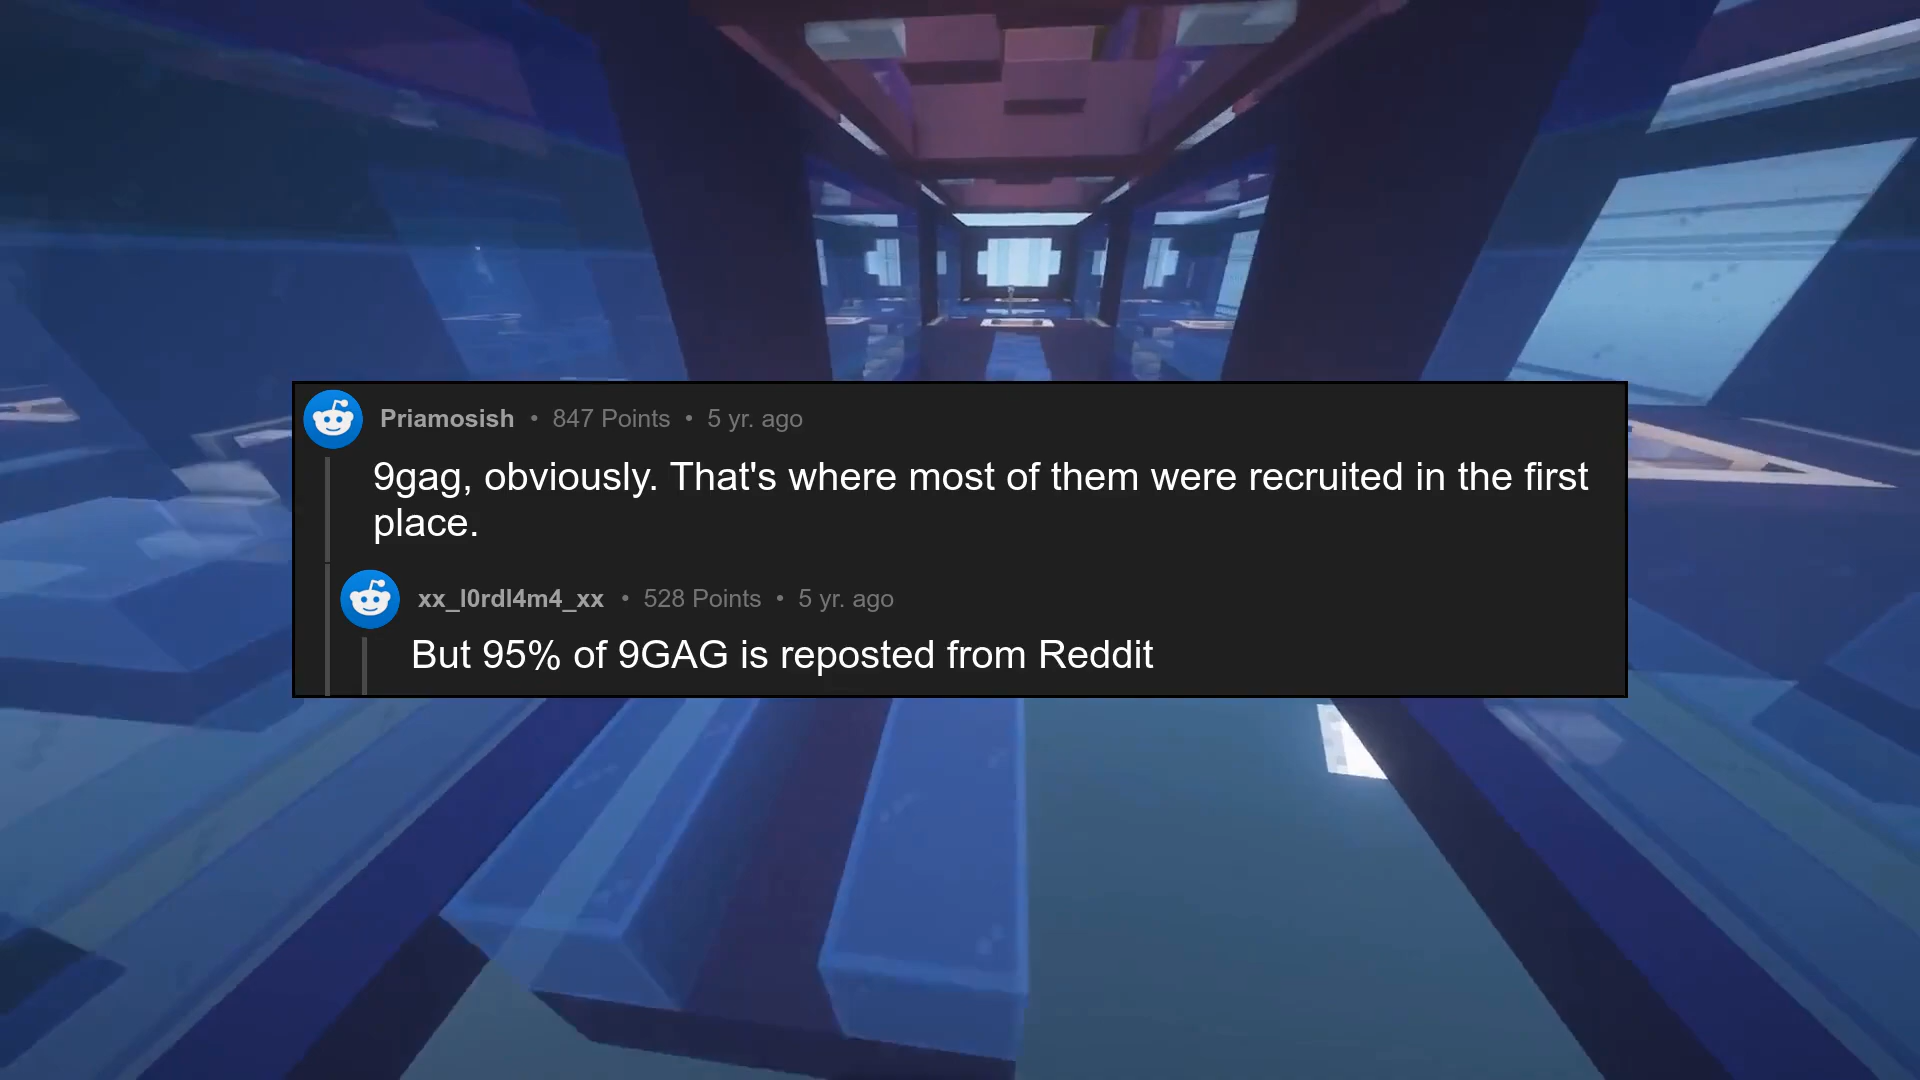 Priamosish • 847 Points • 5 yr. ago
9gag, obviously. That's where most of them were recruited in the first
place.
xx_l0rdl4m4_xx • 528 Points • 5 yr. ago
But 95% of 9GAG is reposted from Reddit